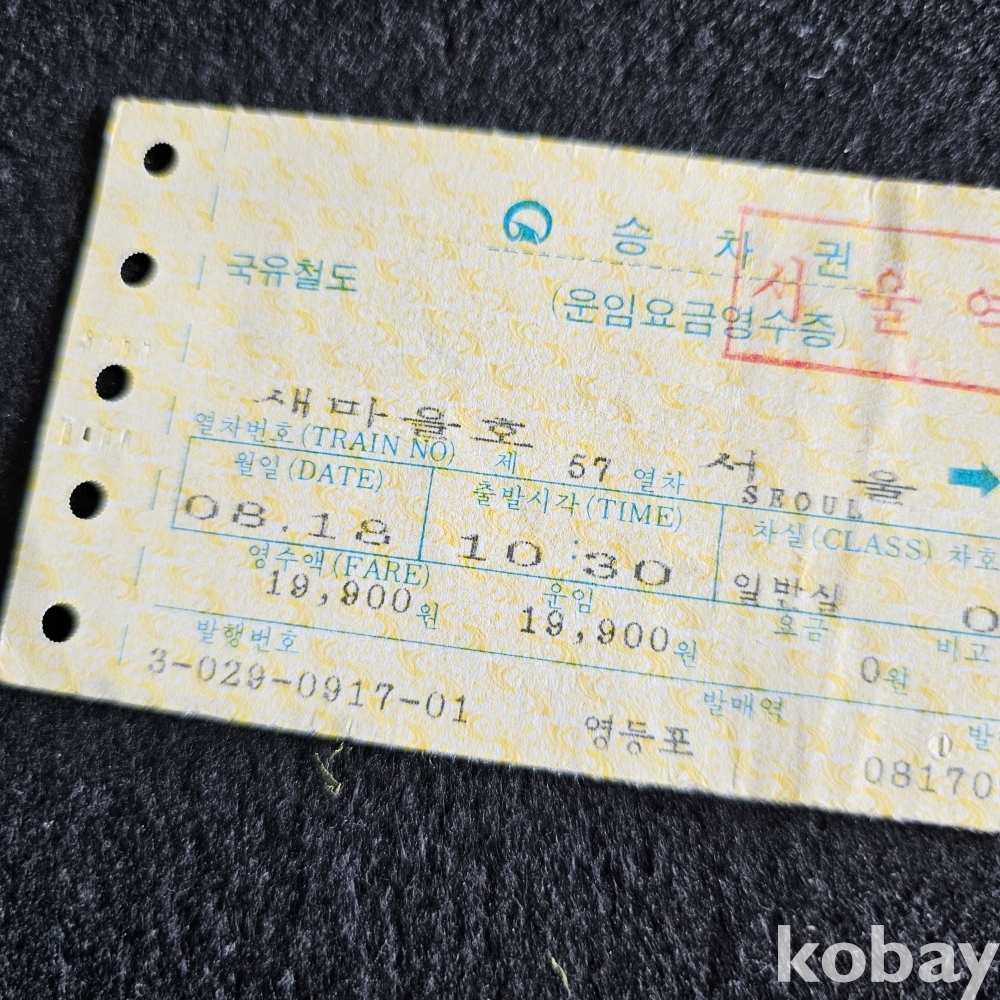 승차권
국유철도
(운임요금영수증)
서울역
새마을호
열차번호(TRAIN NO) 제 57 열차
서울
SEOUL
월일(DATE) 출발시각(TIME) 차실(CLASS) 차호
08.18 10:30 일반실 0
영수액(FARE) 운임 요금 비고
19,900원 19,900원 0원
발행번호 발매역 발
3-029-0917-01 영등포 08170
kobay